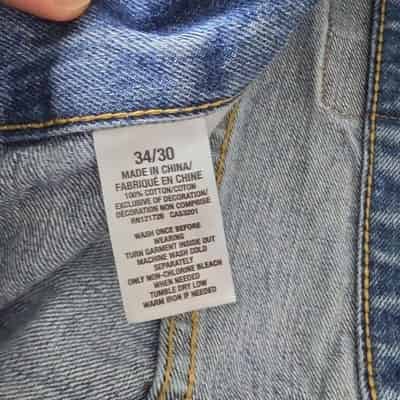 34/30
MADE IN CHINA/
FABRIQUÉ EN CHINE
100% COTTON/COTON
EXCLUSIVE OF DECORATION/
DÉCORATION NON COMPRISE
RN121726 CA53201
WASH ONCE BEFORE
WEARING
TURN GARMENT INSIDE OUT
MACHINE WASH COLD
SEPARATELY
ONLY NON-CHLORINE BLEACH
WHEN NEEDED
TUMBLE DRY LOW
WARM IRON IF NEEDED